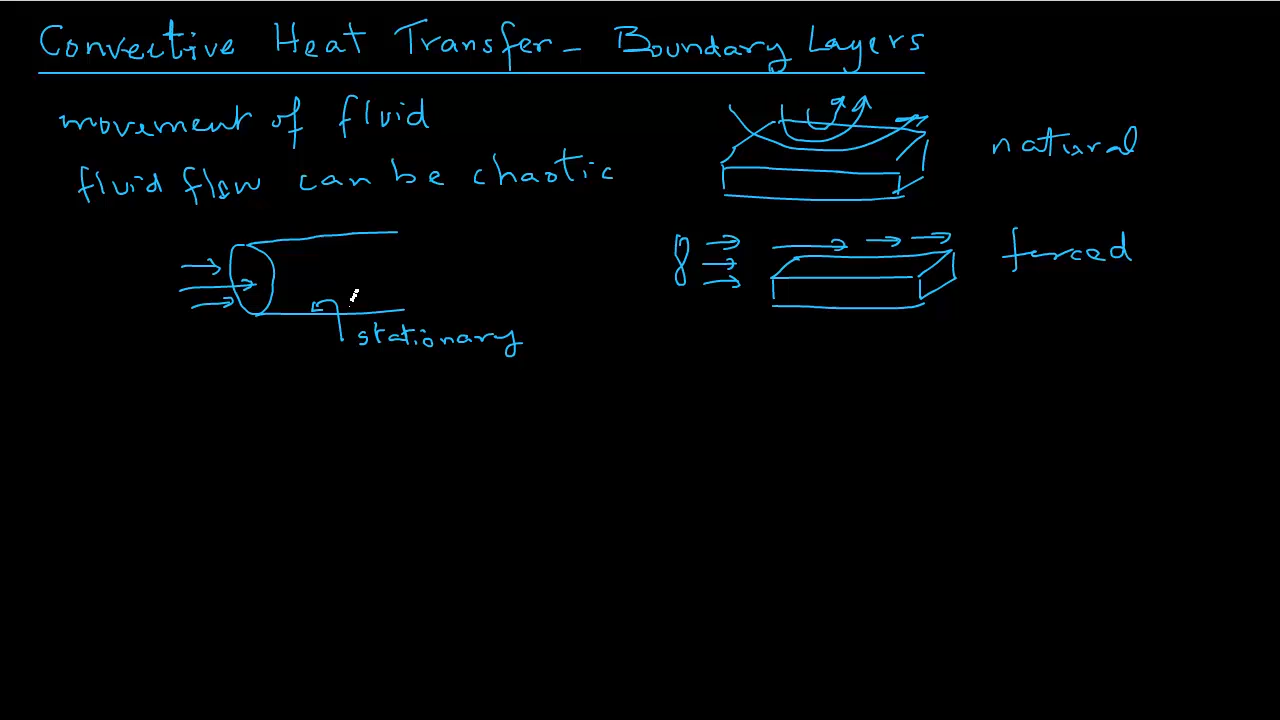 Convective Heat Transfer - Boundary Layers
movement of fluid
fluid flow can be chaotic
natural
forced
stationary